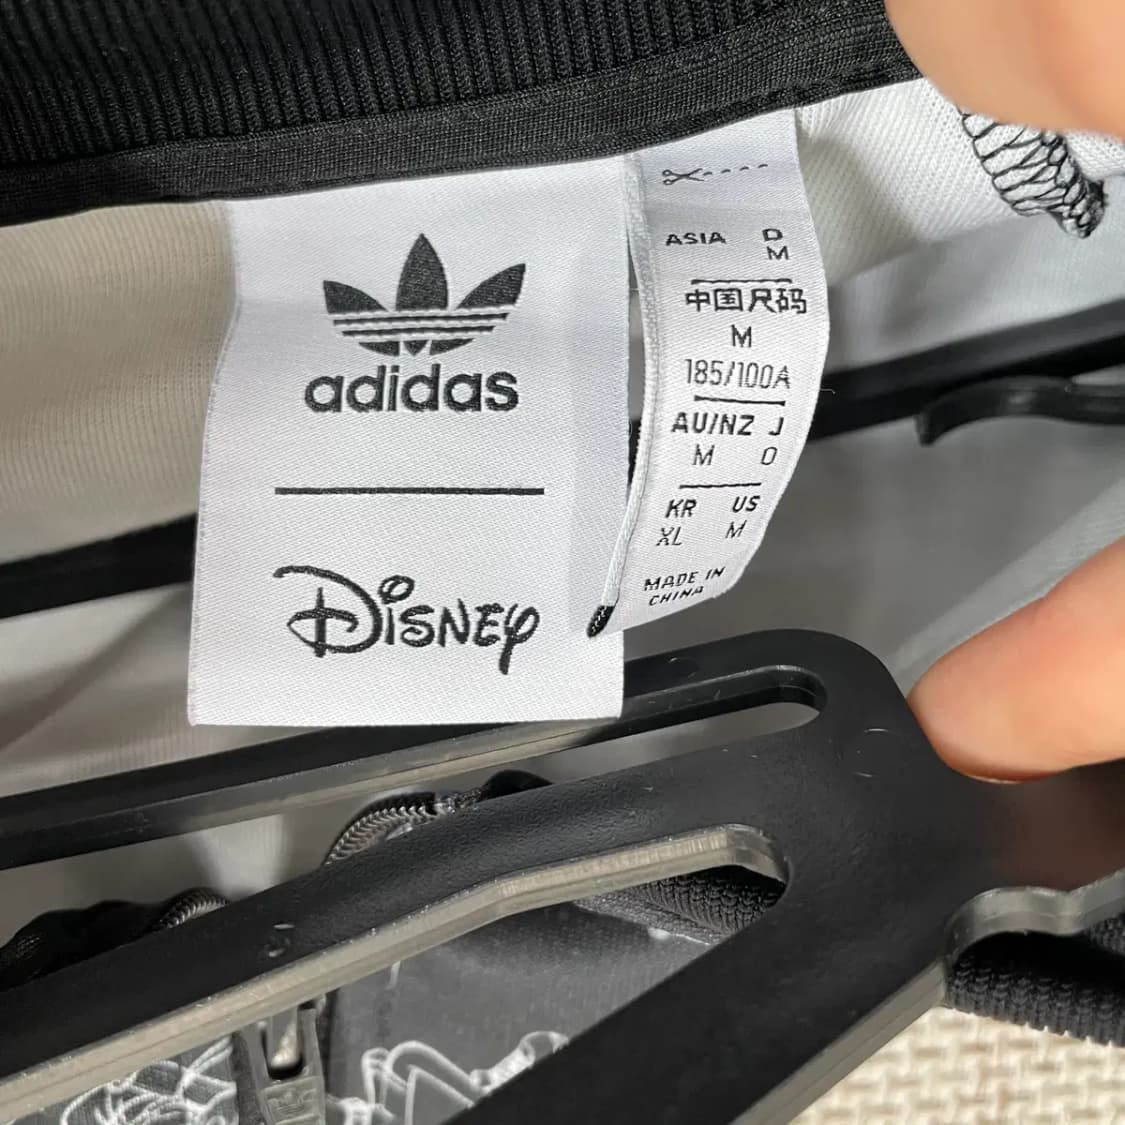 adidas
Disney
ASIA D
M
中国尺码
M
185/100A
AU/NZ J
M O
KR US
XL M
MADE IN
CHINA